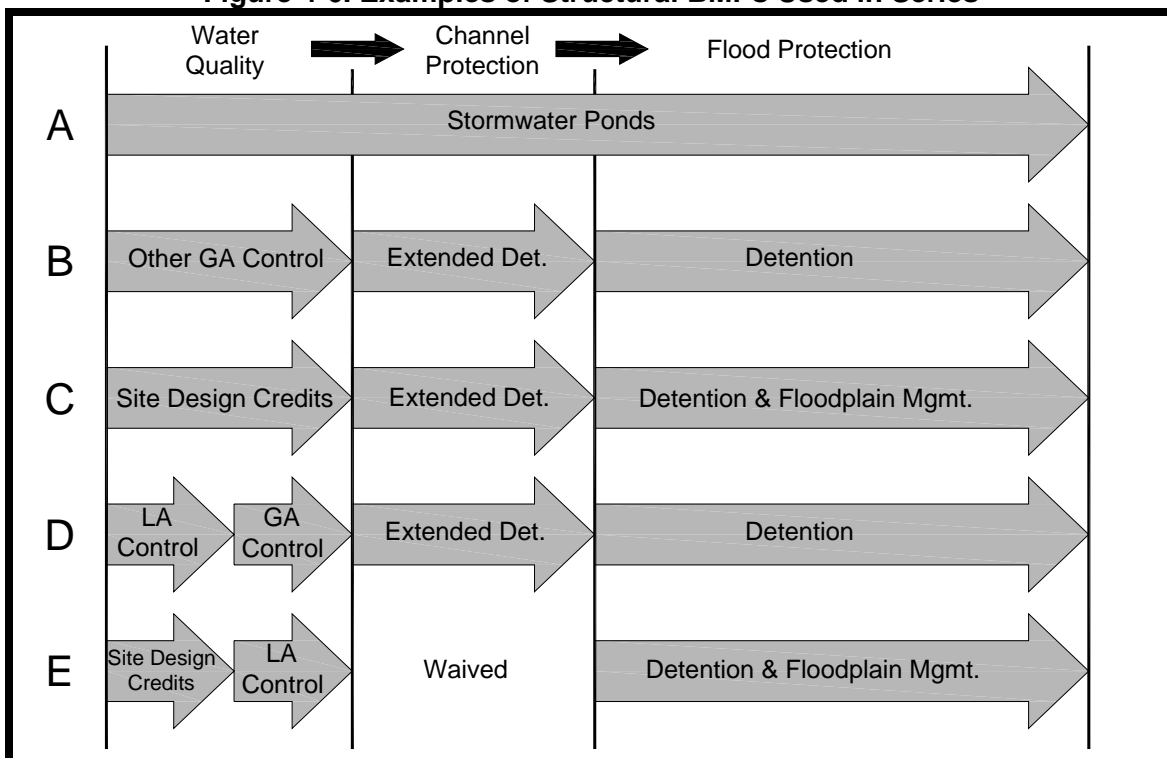 Water
Quality
Channel
Protection
Flood Protection
A
Stormwater Ponds
B
Other GA Control
Extended Det.
Detention
C
Site Design Credits
Extended Det.
Detention & Floodplain Mgmt.
D
LA
Control
GA
Control
Extended Det.
Detention
E
Site Design
Credits
LA
Control
Waived
Detention & Floodplain Mgmt.